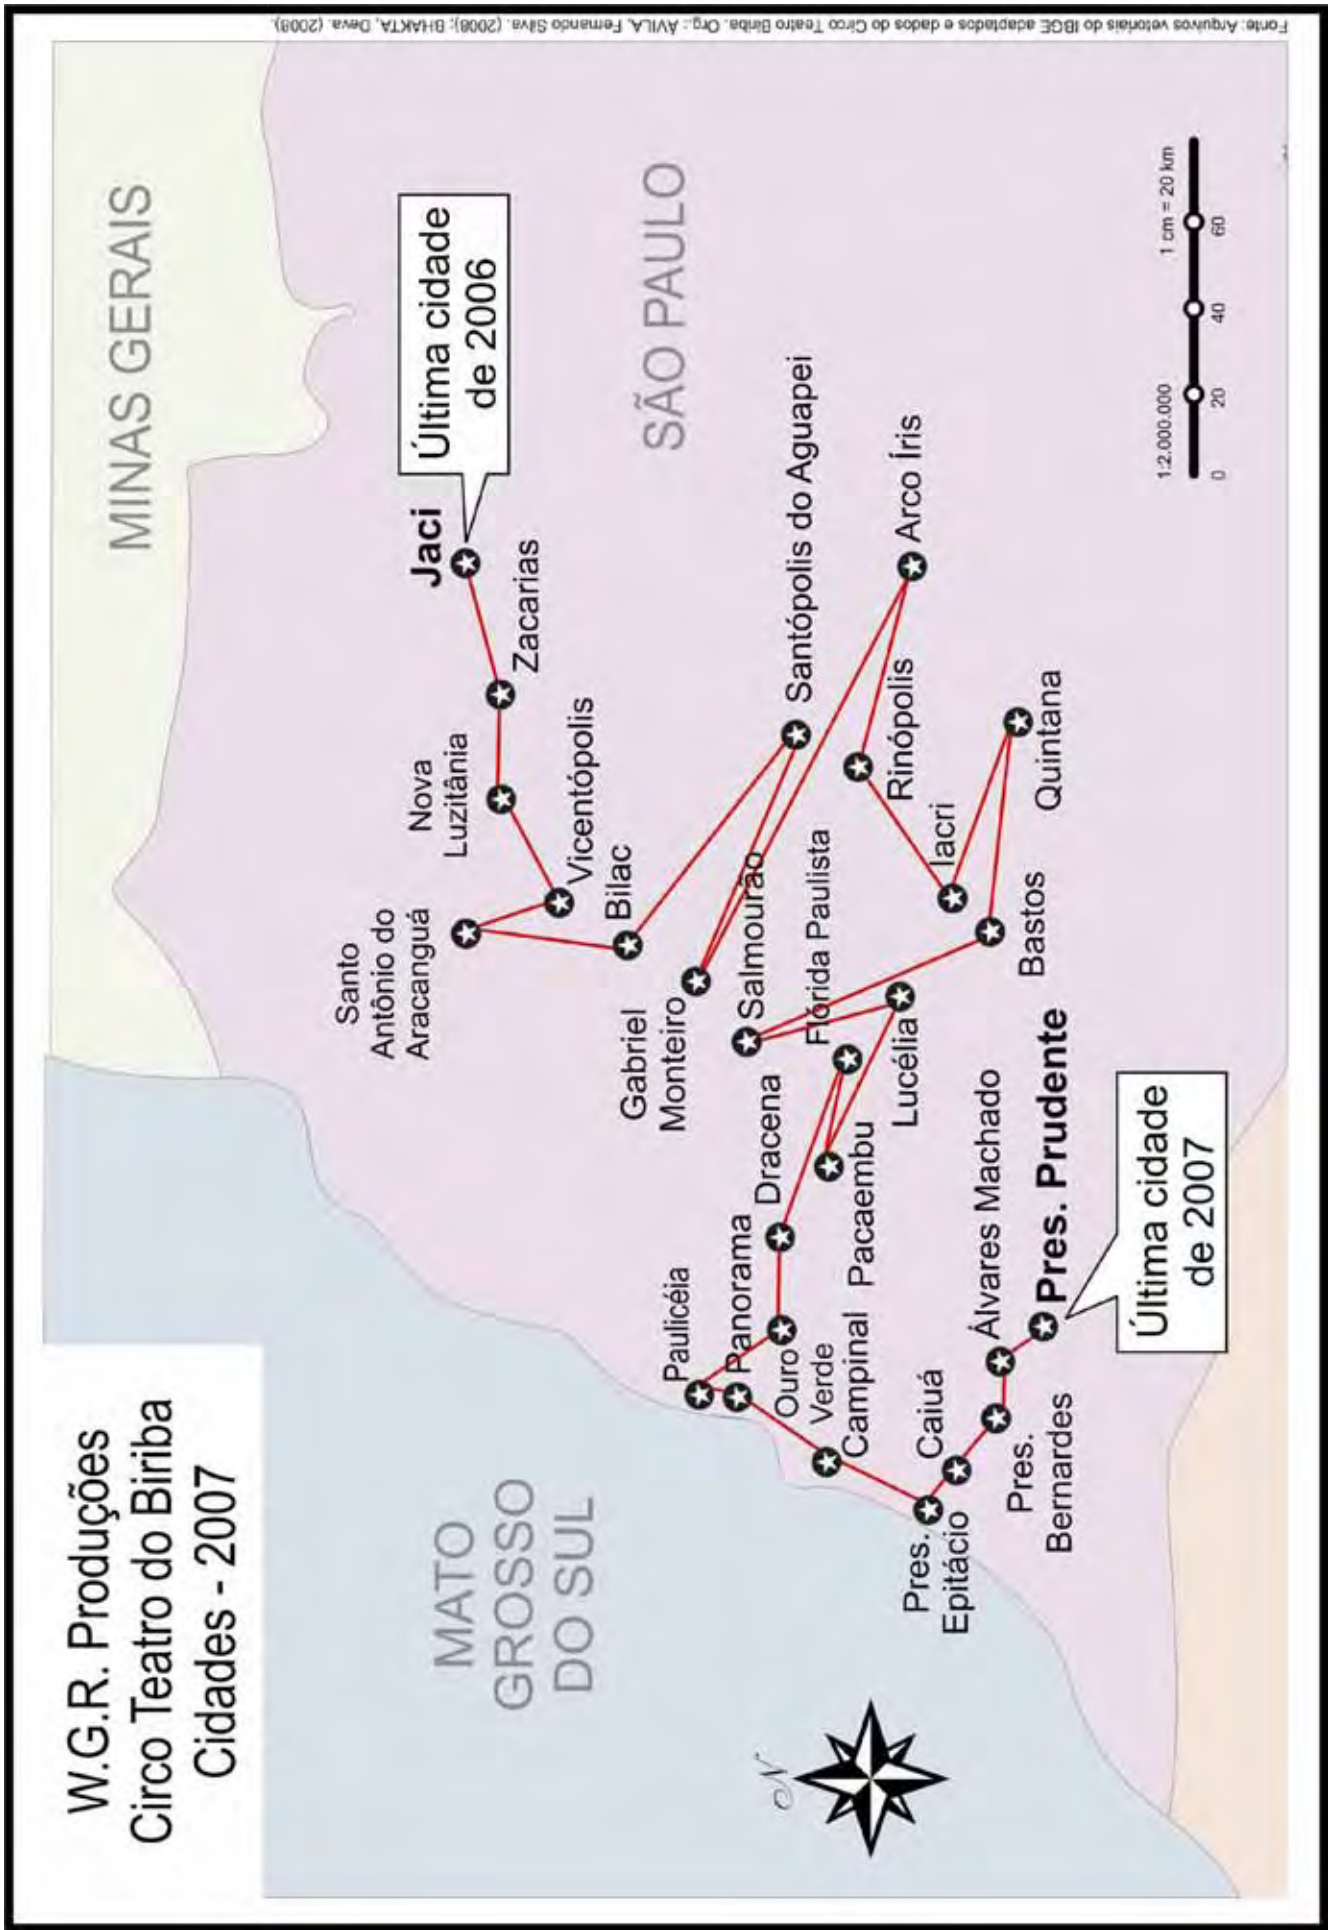 W.G.R. Produções
Circo Teatro do Biriba
Cidades - 2007
MINAS GERAIS
MATO
GROSSO
DO SUL
SÃO PAULO
Jaci
Última cidade
de 2006
Zacarias
Nova
Luzitânia
Vicentópolis
Santo
Antônio do
Aracanguá
Bilac
Santópolis do Aguapei
Gabriel
Monteiro
Arco Íris
Rinópolis
Iacri
Quintana
Bastos
Salmourão
Lucélia
Pacaembu
Flórida Paulista
Dracena
Ouro
Verde
Paulicéia
Panorama
Campinal
Pres.
Epitácio
Caiuá
Pres.
Bernardes
Álvares Machado
Pres. Prudente
Última cidade
de 2007
N
1:2.000.000
1 cm = 20 km
0 20 40 60
Fonte: Arquivos vetoriais do IBGE adaptados e dados do Circo Teatro Biriba. Org.: ÁVILA, Fernando Silva. (2008); BHAKTA, Deva. (2008).